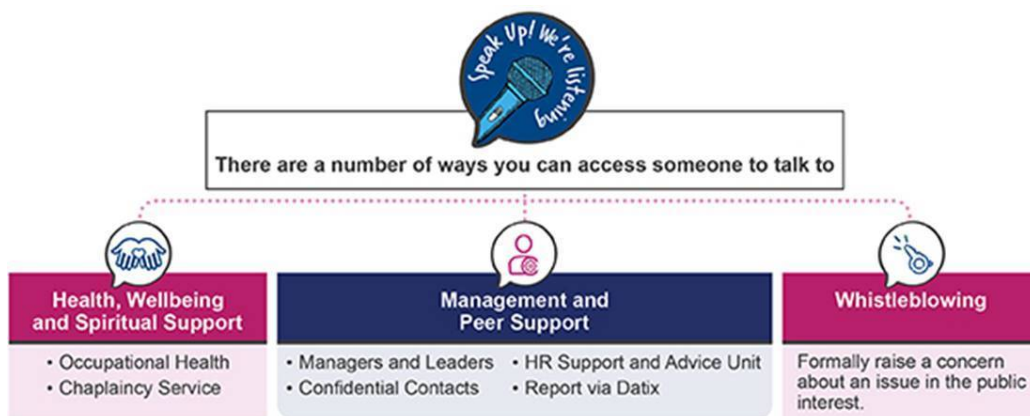 Speak Up! We're listening
There are a number of ways you can access someone to talk to
Health, Wellbeing
and Spiritual Support
• Occupational Health
• Chaplaincy Service
Management and
Peer Support
• Managers and Leaders
• Confidential Contacts
• HR Support and Advice Unit
• Report via Datix
Whistleblowing
Formally raise a concern
about an issue in the public
interest.